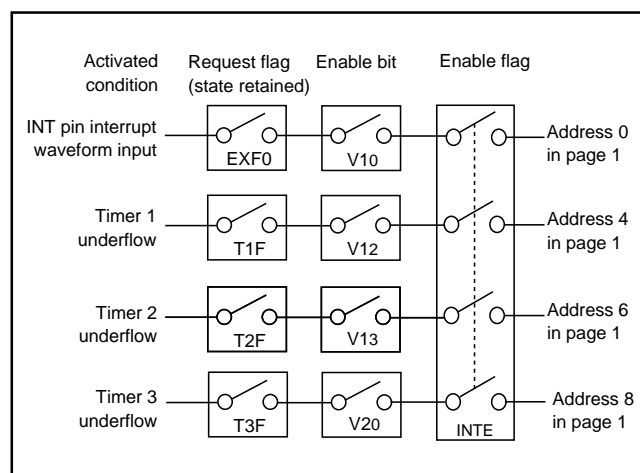 Activated condition
Request flag (state retained)
Enable bit
Enable flag
INT pin interrupt waveform input
EXF0
V10
Address 0 in page 1
Timer 1 underflow
T1F
V12
Address 4 in page 1
Timer 2 underflow
T2F
V13
Address 6 in page 1
Timer 3 underflow
T3F
V20
INTE
Address 8 in page 1